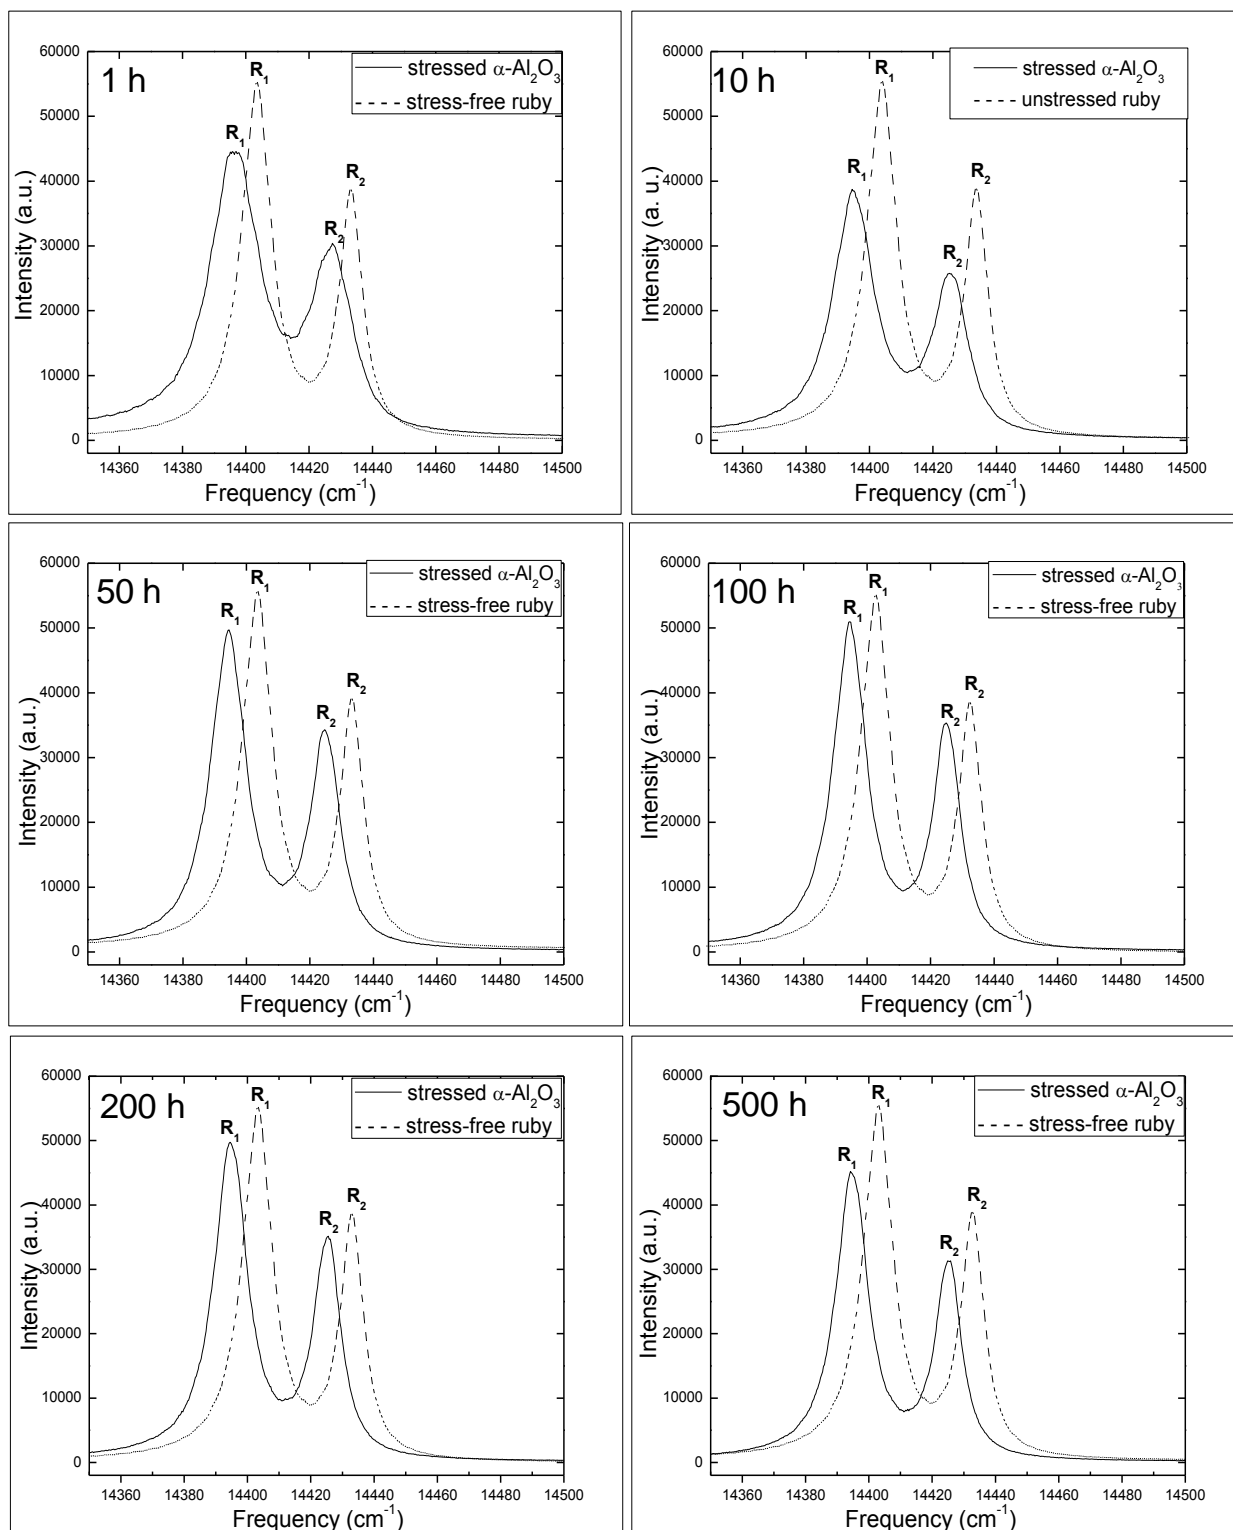 1 h
stressed α-Al₂O₃
stress-free ruby
R₁
R₁
R₂
R₂
60000
50000
40000
30000
20000
10000
0
Intensity (a.u.)
14360 14380 14400 14420 14440 14460 14480 14500
Frequency (cm⁻¹)
10 h
stressed α-Al₂O₃
unstressed ruby
R₁
R₁
R₂
R₂
60000
50000
40000
30000
20000
10000
0
Intensity (a. u.)
14360 14380 14400 14420 14440 14460 14480 14500
Frequency (cm⁻¹)
50 h
stressed α-Al₂O₃
stress-free ruby
R₁
R₁
R₂
R₂
60000
50000
40000
30000
20000
10000
0
Intensity (a.u.)
14360 14380 14400 14420 14440 14460 14480 14500
Frequency (cm⁻¹)
100 h
stressed α-Al₂O₃
stress-free ruby
R₁
R₁
R₂
R₂
60000
50000
40000
30000
20000
10000
0
Intensity (a.u.)
14360 14380 14400 14420 14440 14460 14480 14500
Frequency (cm⁻¹)
200 h
stressed α-Al₂O₃
stress-free ruby
R₁
R₁
R₂
R₂
60000
50000
40000
30000
20000
10000
0
Intensity (a.u.)
14360 14380 14400 14420 14440 14460 14480 14500
Frequency (cm⁻¹)
500 h
stressed α-Al₂O₃
stress-free ruby
R₁
R₁
R₂
R₂
60000
50000
40000
30000
20000
10000
0
Intensity (a.u.)
14360 14380 14400 14420 14440 14460 14480 14500
Frequency (cm⁻¹)